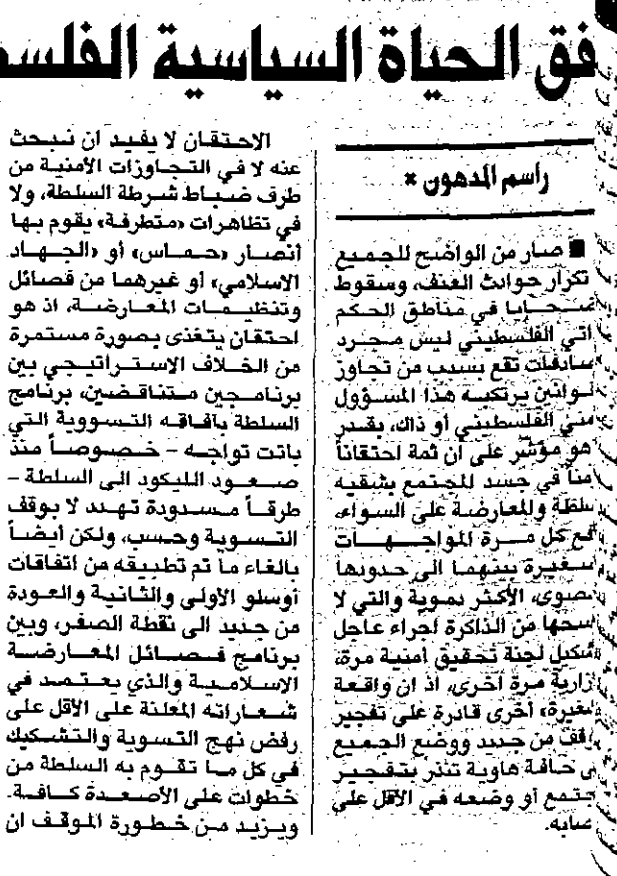 فق الحياة السياسية
راسم المدهون *
■ صار من الواضح للجميع
تكرار حوادث العنف، وسقوط
في مناطق الحكم
الفلسطيني ليس مجرد
تقع بسبب من تجاوز
يرتكبه هذا المسؤول
الفلسطيني أو ذاك، بقدر
هو مؤشر على ان ثمة احتقاناً
في جسد المجتمع بشقيه
والمعارضة على السواء،
كل مرة المواجهات
بينهما الى حدودها
الأكثر دموية والتي لا
من الذاكرة اجراء عاجل
لجنة تحقيق أمنية مرة،
مرة أخرى، اذ ان واقعة
أخرى قادرة على تفجير
من جديد ووضع الجميع
حافة هاوية تنذر بتفجير
أو وضعه في الأقل على
الاحتقان لا يفيد ان نبحث
عنه لا في التجاوزات الأمنية من
طرف ضباط شرطة السلطة، ولا
في تظاهرات «متطرفة» يقوم بها
أنصار «حماس» أو «الجهاد
الاسلامي» أو غيرهما من فصائل
وتنظيمات المعارضة، اذ هو
احتقان يتغذى بصورة مستمرة
من الخلاف الاستراتيجي بين
برنامجين متناقضين، برنامج
السلطة بآفاقه التسووية التي
باتت تواجه - خصوصاً منذ
صعود الليكود الى السلطة -
طرقاً مسدودة تهدد لا بوقف
التسوية وحسب، ولكن أيضاً
بالغاء ما تم تطبيقه من اتفاقات
أوسلو الأولى والثانية والعودة
من جديد الى نقطة الصفر، وبين
برنامج فصائل المعارضة
الاسلامية والذي يعتمد في
شعاراته المعلنة على الأقل على
رفض نهج التسوية والتشكيك
في كل ما تقوم به السلطة من
خطوات على الأصعدة كافة.
ويزيد من خطورة الموقف ان